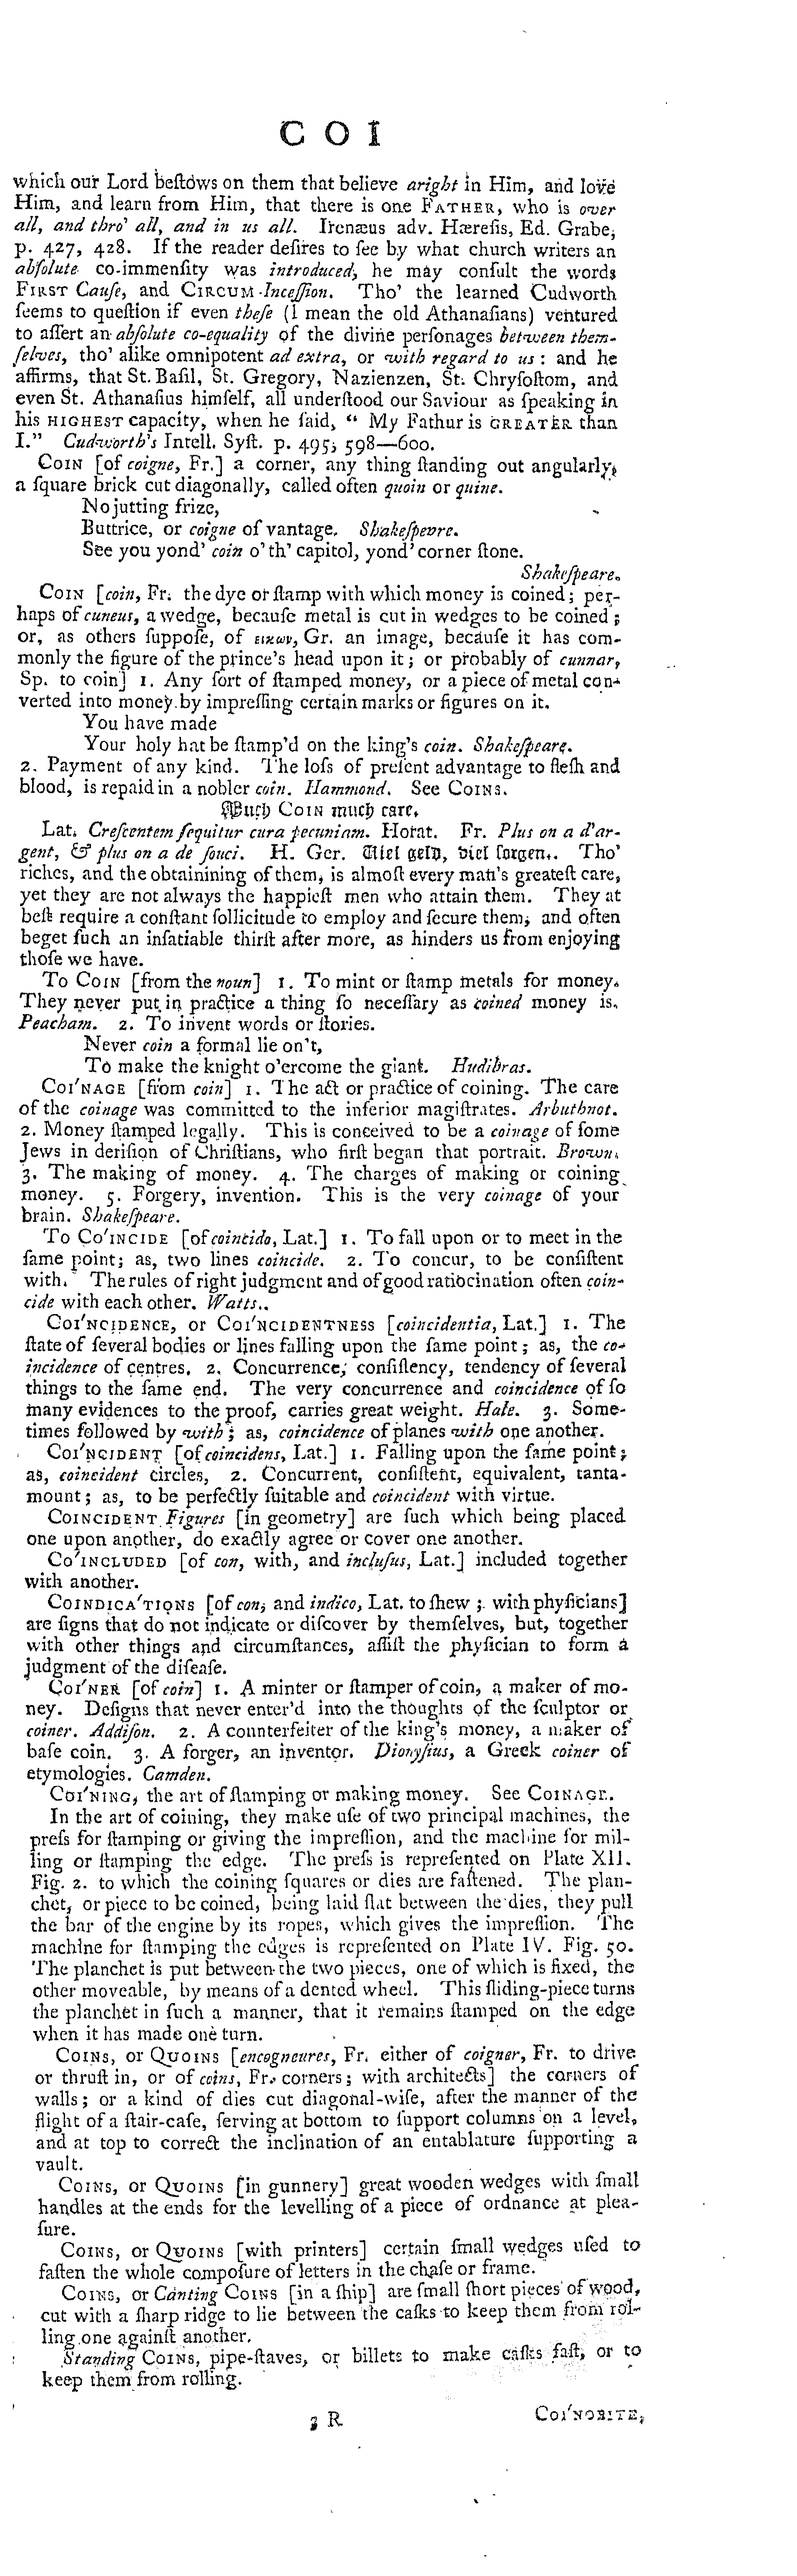 C O I
which our Lord beſtows on them that believe aright in Him, and love
Him, and learn from Him, that there is one FATHER, who is over
all, and thro' all, and in us all. Irenæus adv. Hæreſis, Ed. Grabe,
p. 427, 428. If the reader deſires to ſee by what church writers an
abſolute co-immenſity was introduced, he may conſult the words
FIRST Cauſe, and CIRCUM-Inceſſion. Tho' the learned Cudworth
ſeems to queſtion if even theſe (I mean the old Athanaſians) ventured
to aſſert an abſolute co-equality of the divine perſonages between them-
ſelves, tho' alike omnipotent ad extra, or with regard to us: and he
affirms, that St. Baſil, St. Gregory, Nazienzen, St. Chryſoſtom, and
even St. Athanaſius himſelf, all underſtood our Saviour as ſpeaking in
his HIGHEST capacity, when he ſaid, “ My Fathur is GREATER than
I.” Cudworth's Intell. Syſt. p. 495, 598—600.
COIN [of coigne, Fr.] a corner, any thing ſtanding out angularly,
a ſquare brick cut diagonally, called often quoin or quine.
No jutting frize,
Buttrice, or coigne of vantage. Shakeſpevre.
See you yond' coin o'th' capitol, yond' corner ſtone.
Shakeſpeare.
COIN [coin, Fr. the dye or ſtamp with which money is coined; per-
haps of cuneus, a wedge, becauſe metal is cut in wedges to be coined;
or, as others ſuppoſe, of εικων, Gr. an image, becauſe it has com-
monly the figure of the prince's head upon it; or probably of cunnar,
Sp. to coin] 1. Any ſort of ſtamped money, or a piece of metal con-
verted into money by impreſſing certain marks or figures on it.
You have made
Your holy hat be ſtamp'd on the king's coin. Shakeſpeare.
2. Payment of any kind. The loſs of preſent advantage to fleſh and
blood, is repaid in a nobler coin. Hammond. See COINS.
Much COIN much care.
Lat. Creſcentem ſequitur cura pecuniam. Horat. Fr. Plus on a d'ar-
gent, & plus on a de ſouci. H. Ger. Viel geld, viel ſorgen. Tho'
riches, and the obtainining of them, is almoſt every man's greateſt care,
yet they are not always the happieſt men who attain them. They at
beſt require a conſtant ſollicitude to employ and ſecure them, and often
beget ſuch an inſatiable thirſt after more, as hinders us from enjoying
thoſe we have.
To COIN [from the noun] 1. To mint or ſtamp metals for money.
They never put in practice a thing ſo neceſſary as coined money is.
Peacham. 2. To invent words or ſtories.
Never coin a formal lie on't,
To make the knight o'ercome the giant. Hudibras.
COI'NAGE [from coin] 1. The act or practice of coining. The care
of the coinage was committed to the inferior magiſtrates. Arbuthnot.
2. Money ſtamped legally. This is conceived to be a coinage of ſome
Jews in deriſion of Chriſtians, who firſt began that portrait. Brown.
3. The making of money. 4. The charges of making or coining
money. 5. Forgery, invention. This is the very coinage of your
brain. Shakeſpeare.
To CO'INCIDE [of cointido, Lat.] 1. To fall upon or to meet in the
ſame point; as, two lines coincide. 2. To concur, to be conſiſtent
with. The rules of right judgment and of good ratiocination often coin-
cide with each other. Watts..
COI'NCIDENCE, or COI'NCIDENTNESS [coincidentia, Lat.] 1. The
ſtate of ſeveral bodies or lines falling upon the ſame point; as, the co-
incidence of centres. 2. Concurrence, conſiſtency, tendency of ſeveral
things to the ſame end. The very concurrence and coincidence of ſo
many evidences to the proof, carries great weight. Hale. 3. Some-
times followed by with; as, coincidence of planes with one another.
COI'NCIDENT [of coincidens, Lat.] 1. Falling upon the ſame point;
as, coincident circles, 2. Concurrent, conſiſtent, equivalent, tanta-
mount; as, to be perfectly ſuitable and coincident with virtue.
COINCIDENT Figures [in geometry] are ſuch which being placed
one upon another, do exactly agree or cover one another.
CO'INCLUDED [of con, with, and incluſus, Lat.] included together
with another.
COINDICA'TIONS [of con, and indico, Lat. to ſhew; with phyſicians]
are ſigns that do not indicate or diſcover by themſelves, but, together
with other things and circumſtances, aſſiſt the phyſician to form a
judgment of the diſeaſe.
COI'NER [of coin] 1. A minter or ſtamper of coin, a maker of mo-
ney. Deſigns that never enter'd into the thoughts of the ſculptor or
coiner. Addiſon. 2. A counterfeiter of the king's money, a maker of
baſe coin. 3. A forger, an inventor. Dionyſius, a Greek coiner of
etymologies. Camden.
COI'NING, the art of ſtamping or making money. See COINAGE.
In the art of coining, they make uſe of two principal machines, the
preſs for ſtamping or giving the impreſſion, and the machine for mil-
ling or ſtamping the edge. The preſs is repreſented on Plate XII.
Fig. 2. to which the coining ſquares or dies are faſtened. The plan-
chet, or piece to be coined, being laid flat between the dies, they pull
the bar of the engine by its ropes, which gives the impreſſion. The
machine for ſtamping the edges is repreſented on Plate IV. Fig. 50.
The planchet is put between the two pieces, one of which is fixed, the
other moveable, by means of a dented wheel. This ſliding-piece turns
the planchet in ſuch a manner, that it remains ſtamped on the edge
when it has made one turn.
COINS, or QUOINS [encogneures, Fr. either of coigner, Fr. to drive
or thruſt in, or of coins, Fr. corners; with architects] the corners of
walls; or a kind of dies cut diagonal-wiſe, after the manner of the
flight of a ſtair-caſe, ſerving at bottom to ſupport columns on a level,
and at top to correct the inclination of an entablature ſupporting a
vault.
COINS, or QUOINS [in gunnery] great wooden wedges with ſmall
handles at the ends for the levelling of a piece of ordnance at plea-
ſure.
COINS, or QUOINS [with printers] certain ſmall wedges uſed to
faſten the whole compoſure of letters in the chaſe or frame.
COINS, or Canting COINS [in a ſhip] are ſmall ſhort pieces of wood,
cut with a ſharp ridge to lie between the caſks to keep them from rol-
ling one againſt another.
Standing COINS, pipe-ſtaves, or billets to make caſks faſt, or to
keep them from rolling.
3 R
COI'NOBITE,